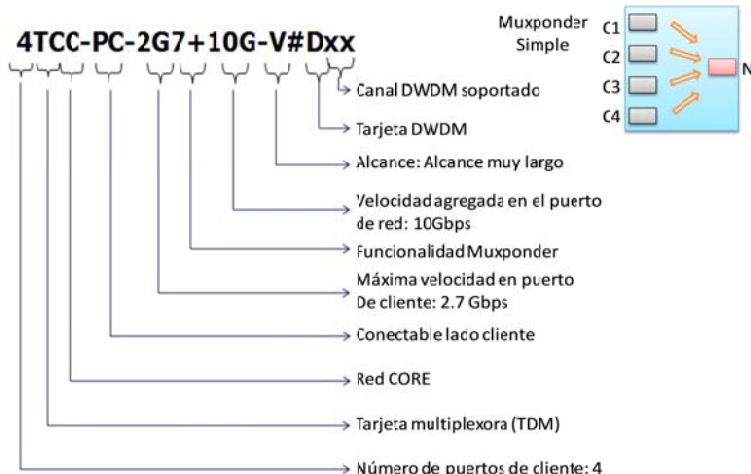 4TCC-PC-2G7+10G-V#Dxx
Muxponder
Simple
C1
C2
C3
C4
N
Canal DWDM soportado
Tarjeta DWDM
Alcance: Alcance muy largo
Velocidad agregada en el puerto
de red: 10Gbps
Funcionalidad Muxponder
Máxima velocidad en puerto
De cliente: 2.7 Gbps
Conectable lado cliente
Red CORE
Tarjeta multiplexora (TDM)
Número de puertos de cliente: 4